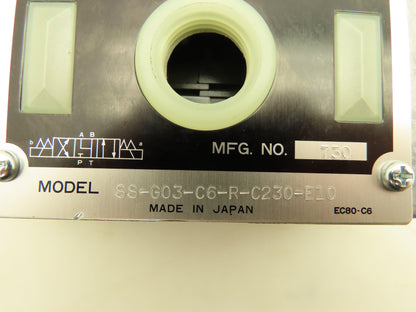 A B
b a
P T
MFG. NO. 730
MODEL SS-G03-C6-R-C230-E10
MADE IN JAPAN EC80-C6